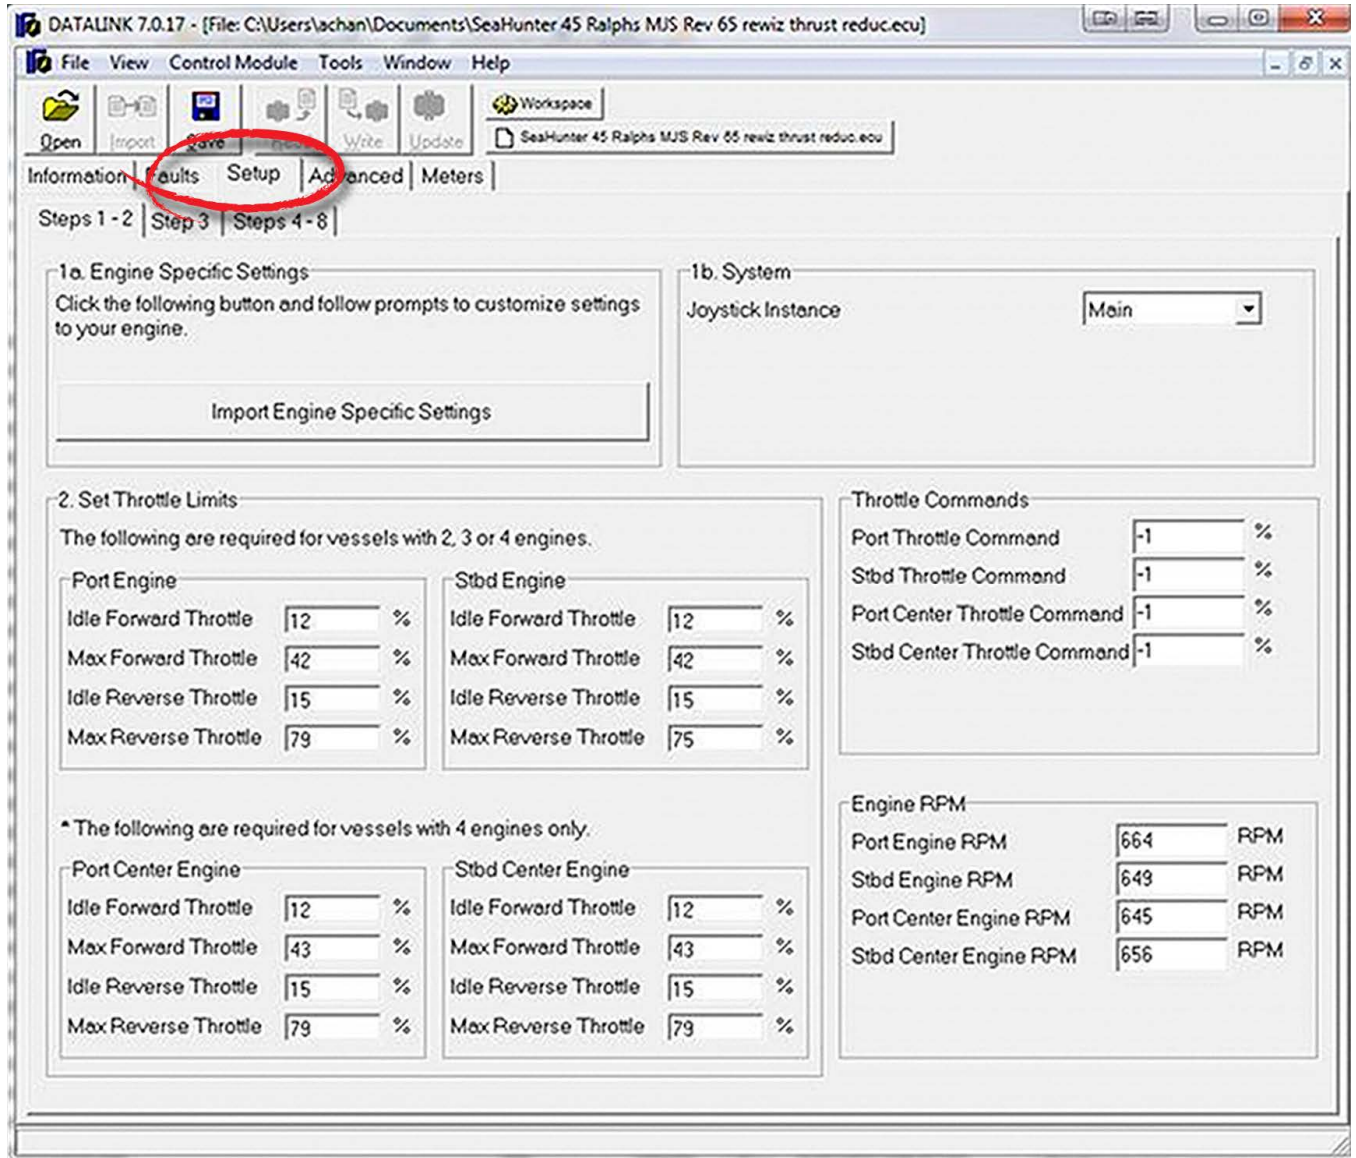 DATALINK 7.0.17 - [File: C:\Users\achan\Documents\SeaHunter 45 Ralphs MJS Rev 65 rewiz thrust reduc.ecu]
File View Control Module Tools Window Help
Workspace
Open Import Save Read Write Update SeaHunter 45 Ralphs MJS Rev 65 rewiz thrust reduc.ecu
Information Faults Setup Advanced Meters
Steps 1 - 2 Step 3 Steps 4 - 8
1a. Engine Specific Settings
Click the following button and follow prompts to customize settings
to your engine.
Import Engine Specific Settings
1b. System
Joystick Instance Main
2. Set Throttle Limits
The following are required for vessels with 2, 3 or 4 engines.
Port Engine
Idle Forward Throttle 12 %
Max Forward Throttle 42 %
Idle Reverse Throttle 15 %
Max Reverse Throttle 79 %
Stbd Engine
Idle Forward Throttle 12 %
Max Forward Throttle 42 %
Idle Reverse Throttle 15 %
Max Reverse Throttle 75 %
* The following are required for vessels with 4 engines only.
Port Center Engine
Idle Forward Throttle 12 %
Max Forward Throttle 43 %
Idle Reverse Throttle 15 %
Max Reverse Throttle 79 %
Stbd Center Engine
Idle Forward Throttle 12 %
Max Forward Throttle 43 %
Idle Reverse Throttle 15 %
Max Reverse Throttle 79 %
Throttle Commands
Port Throttle Command -1 %
Stbd Throttle Command -1 %
Port Center Throttle Command -1 %
Stbd Center Throttle Command -1 %
Engine RPM
Port Engine RPM 664 RPM
Stbd Engine RPM 649 RPM
Port Center Engine RPM 645 RPM
Stbd Center Engine RPM 656 RPM